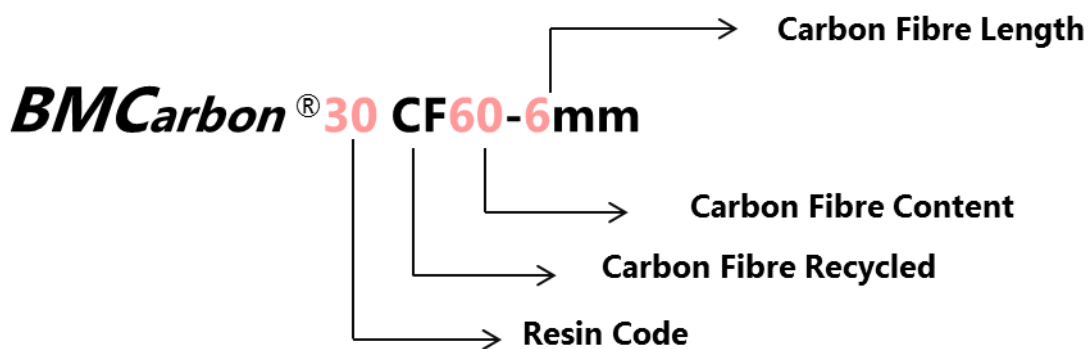 Carbon Fibre Length
BMCarbon ®30 CF60-6mm
Carbon Fibre Content
Carbon Fibre Recycled
Resin Code